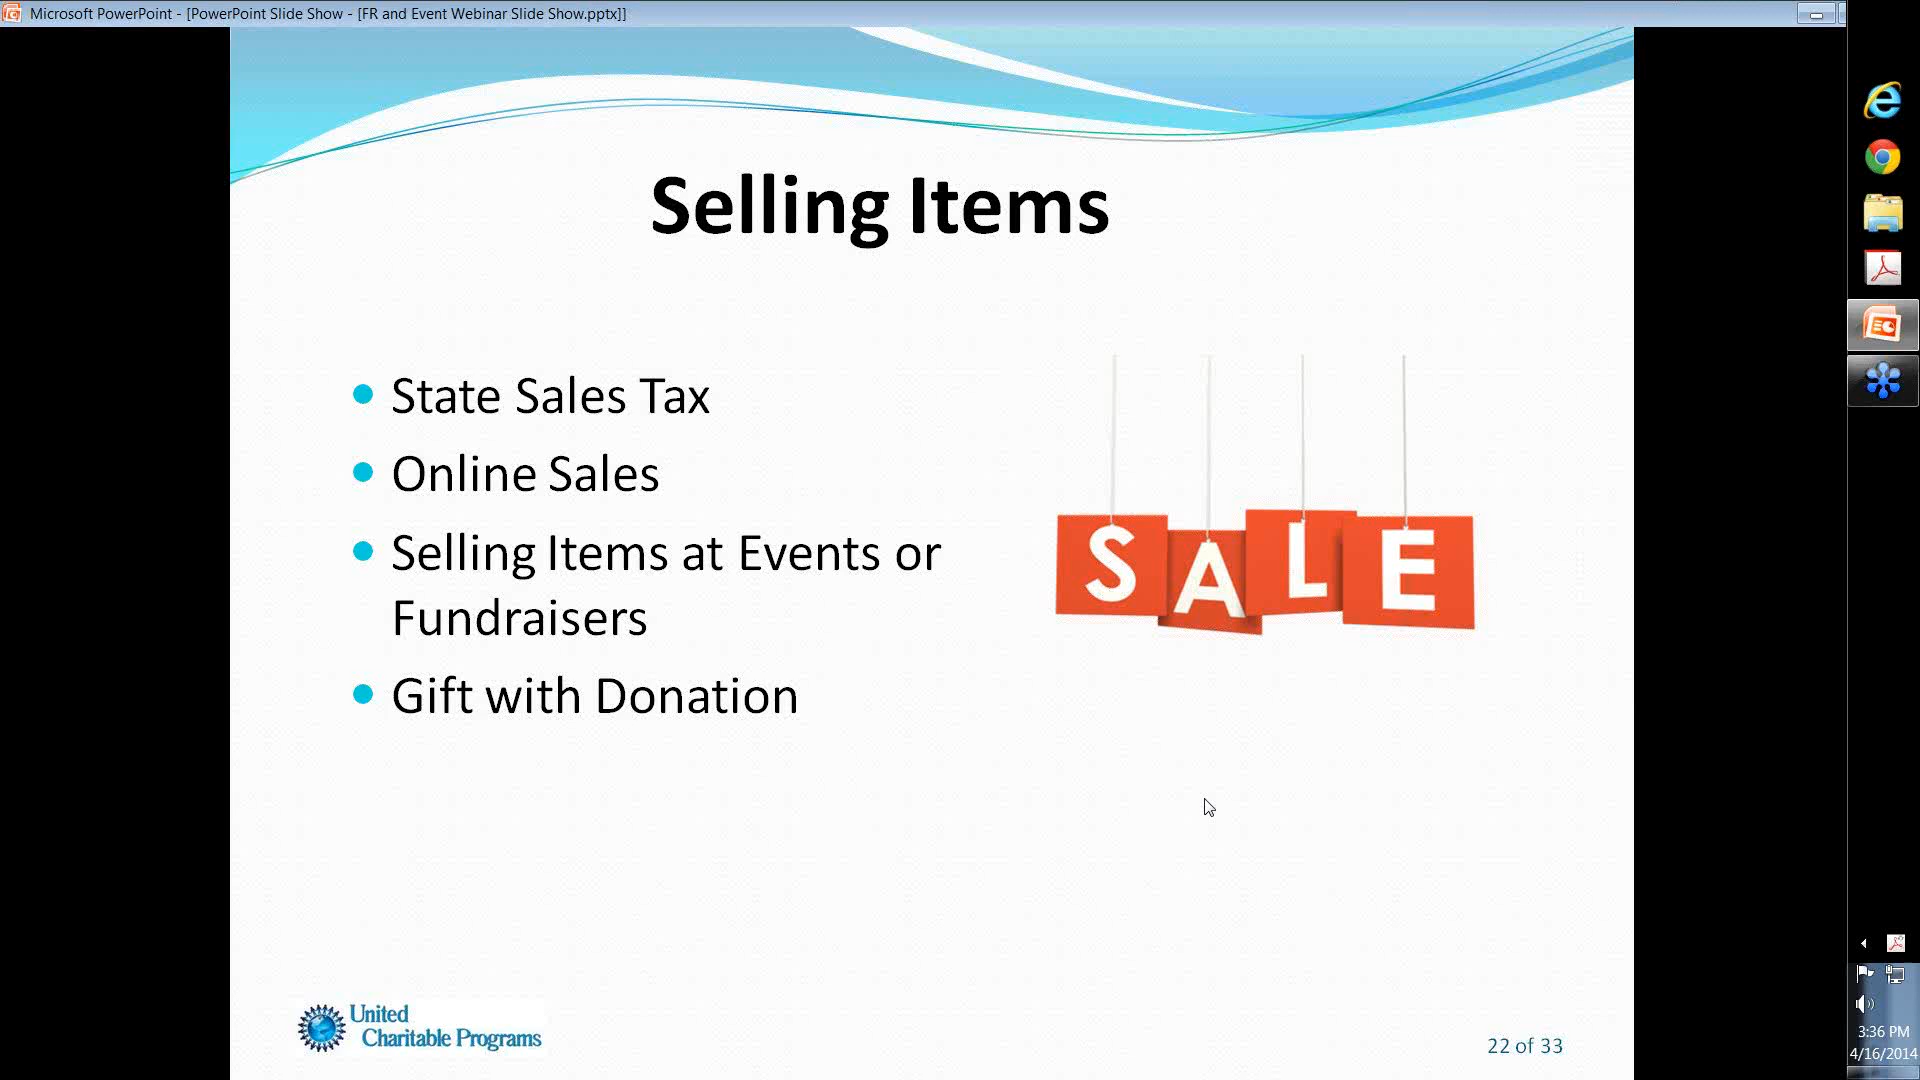 Microsoft PowerPoint - [PowerPoint Slide Show - [FR and Event Webinar Slide Show.pptx]]
Selling Items
State Sales Tax
Online Sales
Selling Items at Events or
Fundraisers
Gift with Donation
SALE
United
Charitable Programs
22 of 33
3:36 PM
4/16/2014